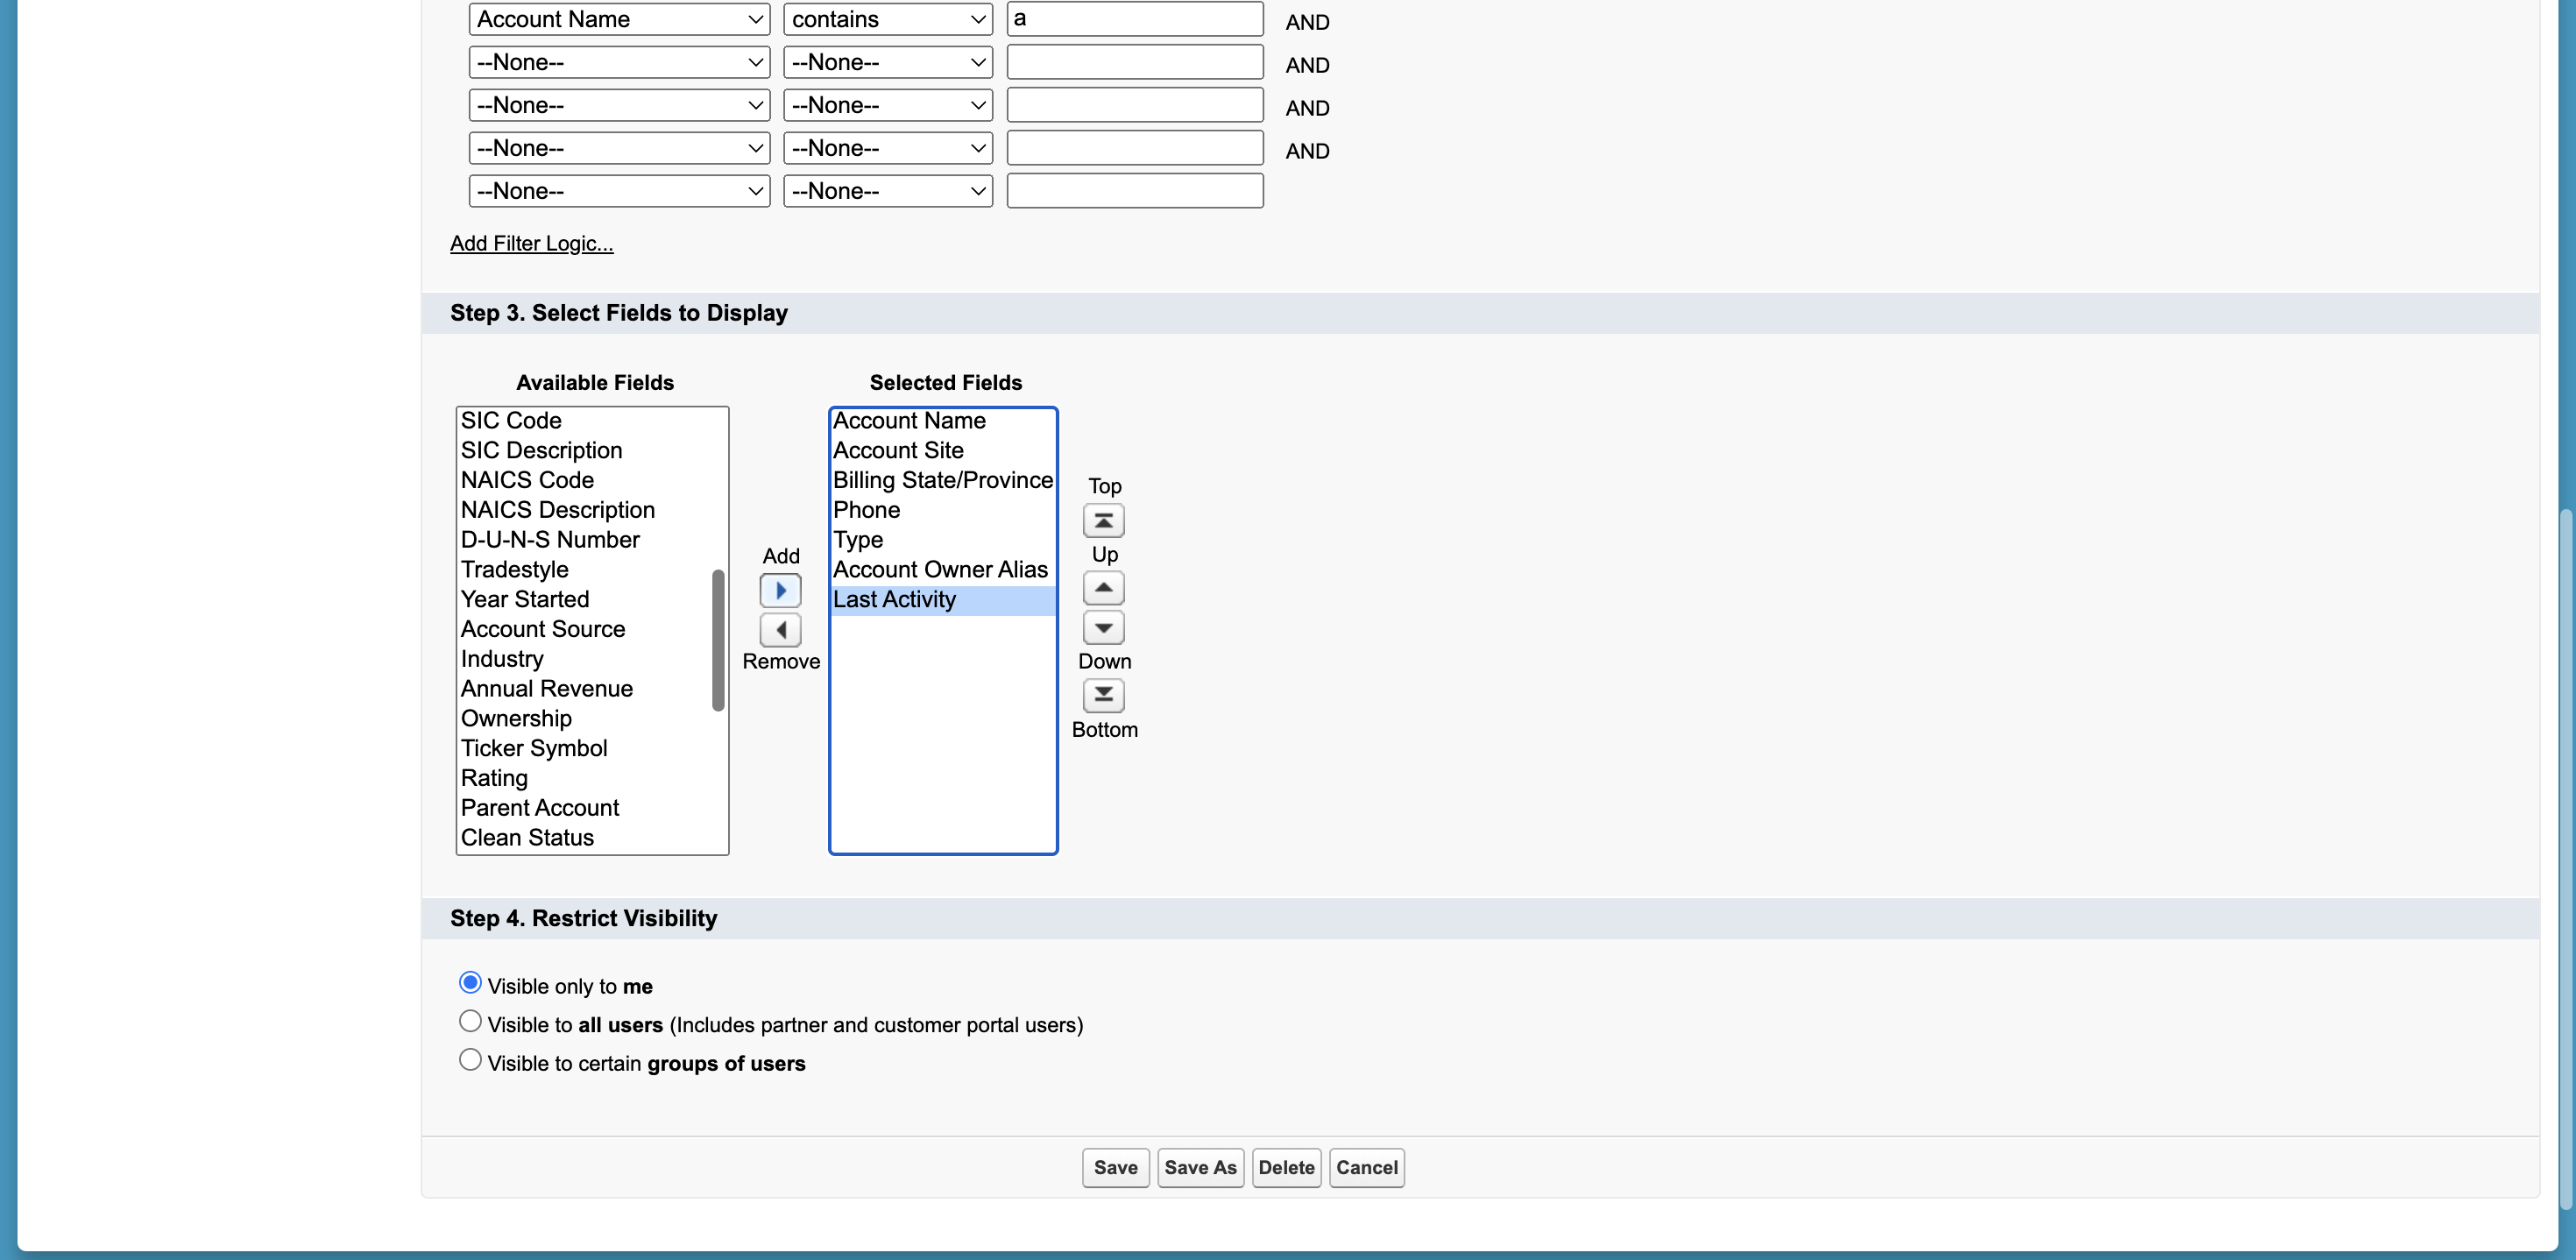 Account Name contains a AND
--None-- --None-- AND
--None-- --None-- AND
--None-- --None-- AND
--None-- --None--
Add Filter Logic...
Step 3. Select Fields to Display
Available Fields
SIC Code
SIC Description
NAICS Code
NAICS Description
D-U-N-S Number
Tradestyle
Year Started
Account Source
Industry
Annual Revenue
Ownership
Ticker Symbol
Rating
Parent Account
Clean Status
Add
Remove
Selected Fields
Account Name
Account Site
Billing State/Province
Phone
Type
Account Owner Alias
Last Activity
Top
Up
Down
Bottom
Step 4. Restrict Visibility
Visible only to me
Visible to all users (Includes partner and customer portal users)
Visible to certain groups of users
Save Save As Delete Cancel